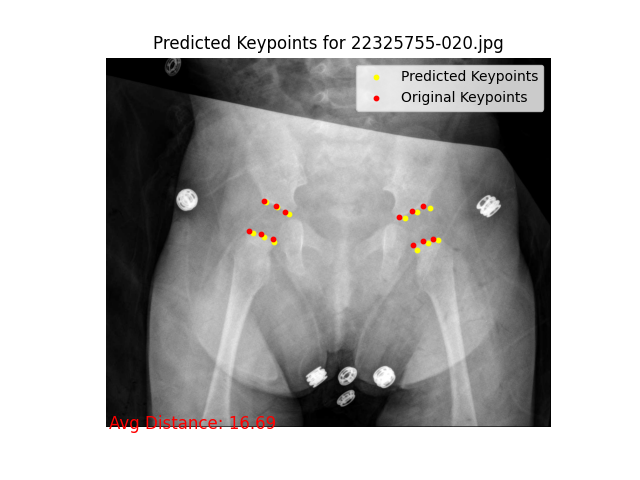 Predicted Keypoints for 22325755-020.jpg
Predicted Keypoints
Original Keypoints
Avg Distance: 16.69